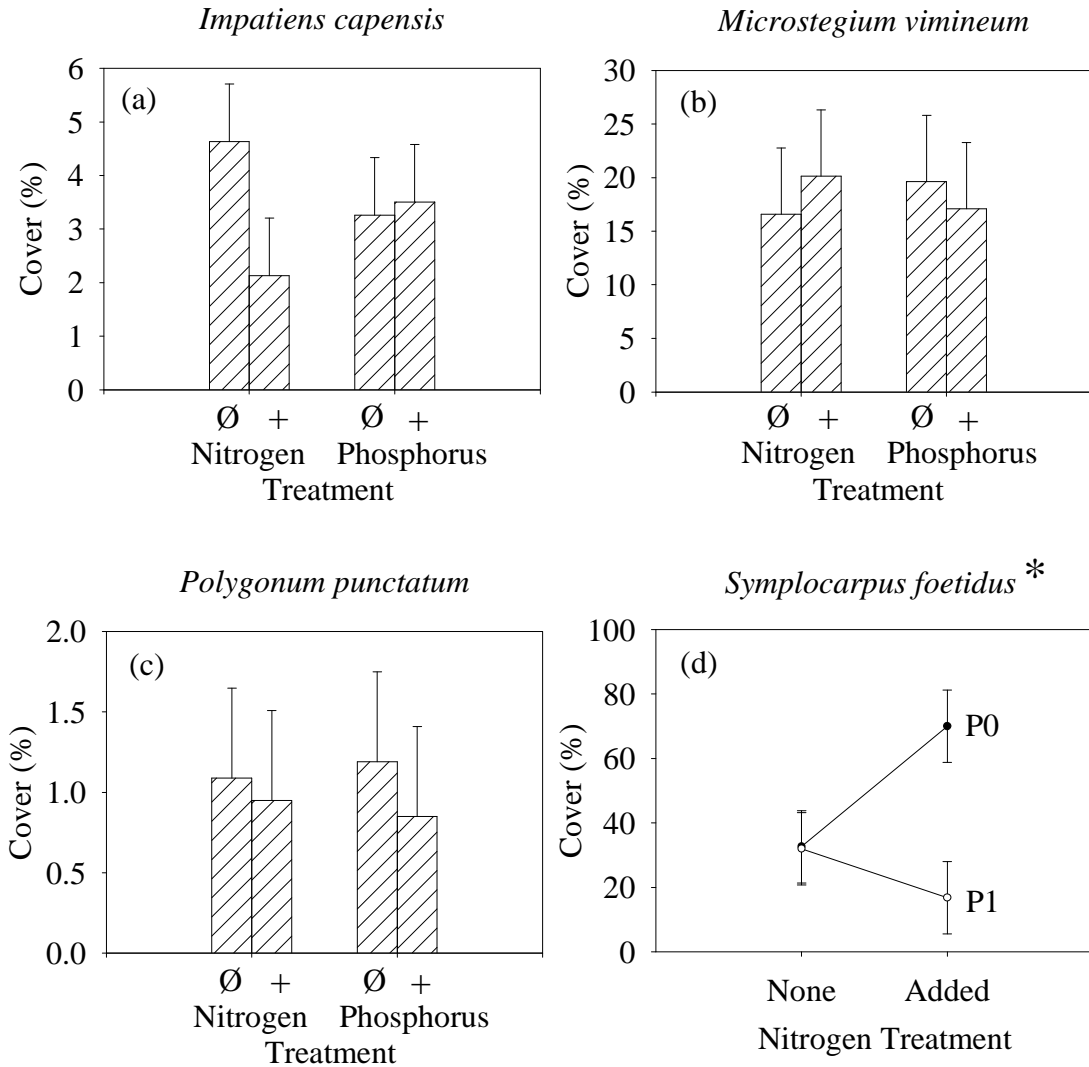 Impatiens capensis
(a)
Cover (%)
6
5
4
3
2
1
0
Ø + Ø +
Nitrogen Phosphorus
Treatment
Microstegium vimineum
(b)
Cover (%)
30
25
20
15
10
5
0
Ø + Ø +
Nitrogen Phosphorus
Treatment
Polygonum punctatum
(c)
Cover (%)
2.0
1.5
1.0
0.5
0.0
Ø + Ø +
Nitrogen Phosphorus
Treatment
Symplocarpus foetidus *
(d)
Cover (%)
100
80
60
40
20
0
P0
P1
None Added
Nitrogen Treatment